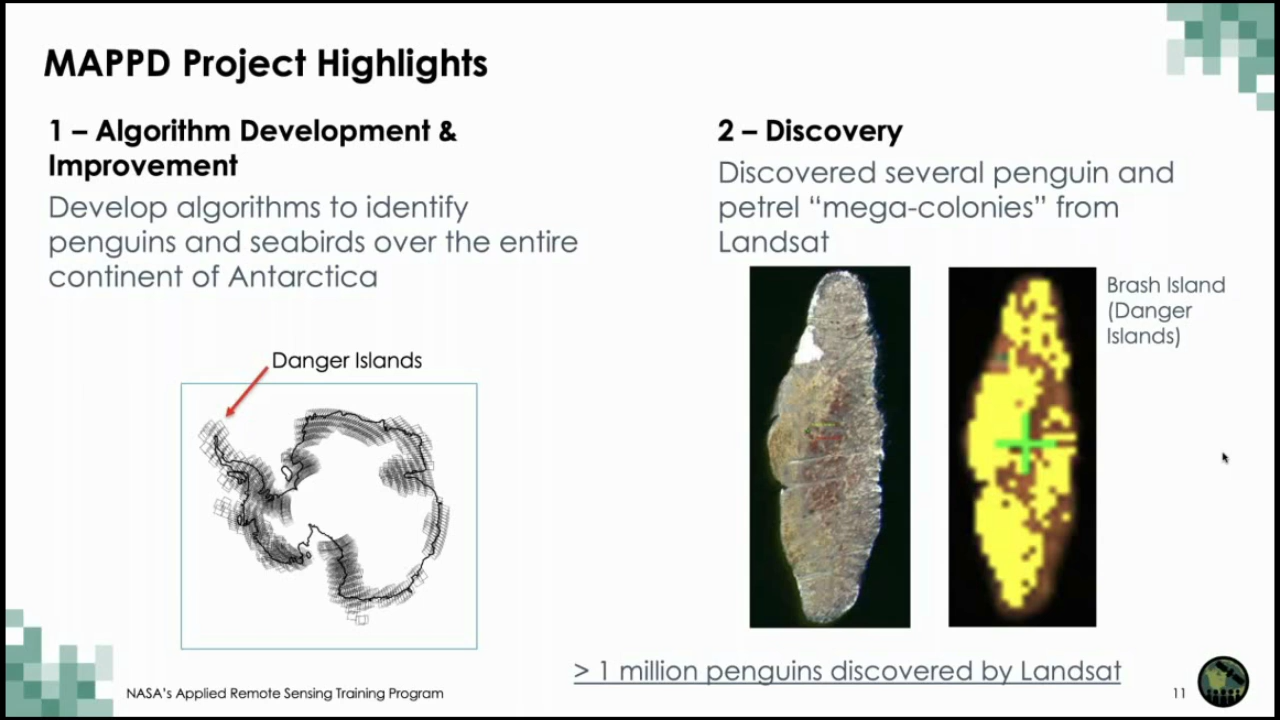 MAPPD Project Highlights
1 – Algorithm Development &
Improvement
Develop algorithms to identify
penguins and seabirds over the entire
continent of Antarctica
Danger Islands
2 – Discovery
Discovered several penguin and
petrel “mega-colonies” from
Landsat
Brash Island
(Danger
Islands)
> 1 million penguins discovered by Landsat
NASA’s Applied Remote Sensing Training Program
11